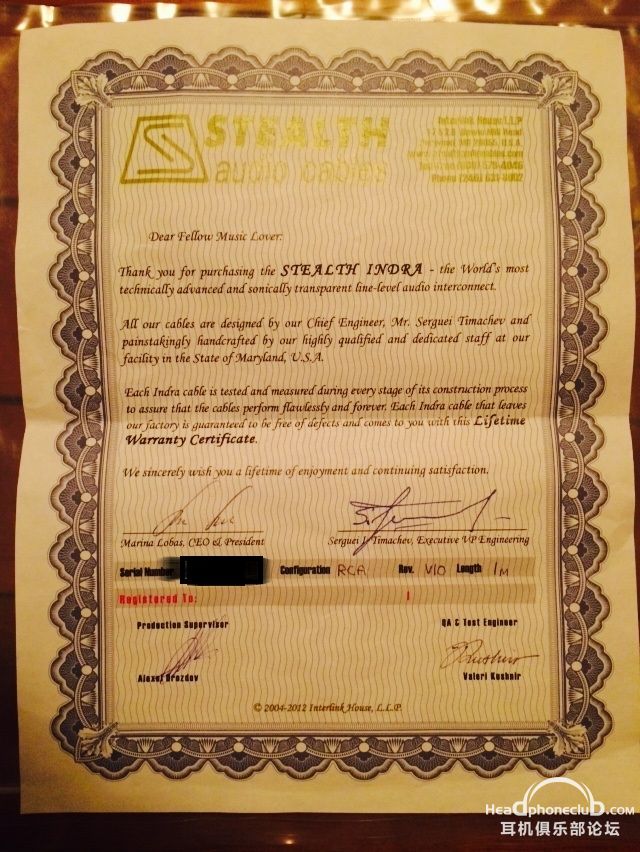 STEALTH
audio cables
Interlink House, L.L.P.
U.S.A.
Phone
Dear Fellow Music Lover:
Thank you for purchasing the STEALTH INDRA - the World's most
technically advanced and sonically transparent line-level audio interconnect.
All our cables are designed by our Chief Engineer, Mr. Serguei Timachev and
painstakingly handcrafted by our highly qualified and dedicated staff at our
facility in the State of Maryland, U.S.A.
Each Indra cable is tested and measured during every stage of its construction process
to assure that the cables perform flawlessly and forever. Each Indra cable that leaves
our factory is guaranteed to be free of defects and comes to you with this Lifetime
Warranty Certificate.
We sincerely wish you a lifetime of enjoyment and continuing satisfaction.
Marina Lobas, CEO & President
Serguei I. Timachev, Executive VP Engineering
Serial Number Configuration RCA Rev. V10 Length 1M
Registered To:
Production Supervisor
QA & Test Engineer
Alexei Drozdov
Valeri Kushnir
© 2004-2012 Interlink House, L.L.P.
Headphoneclub.com
耳机俱乐部论坛